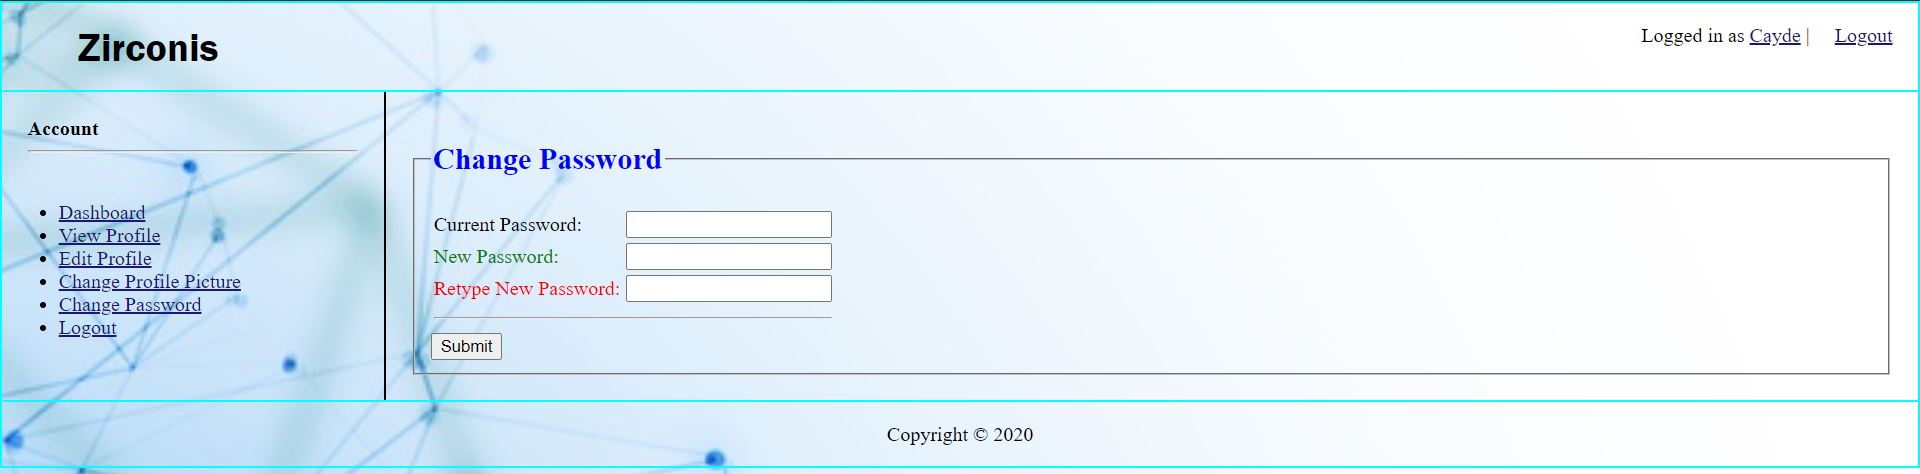 Zirconis
Logged in as Cayde | Logout
Account
Dashboard
View Profile
Edit Profile
Change Profile Picture
Change Password
Logout
Change Password
Current Password:
New Password:
Retype New Password:
Submit
Copyright © 2020